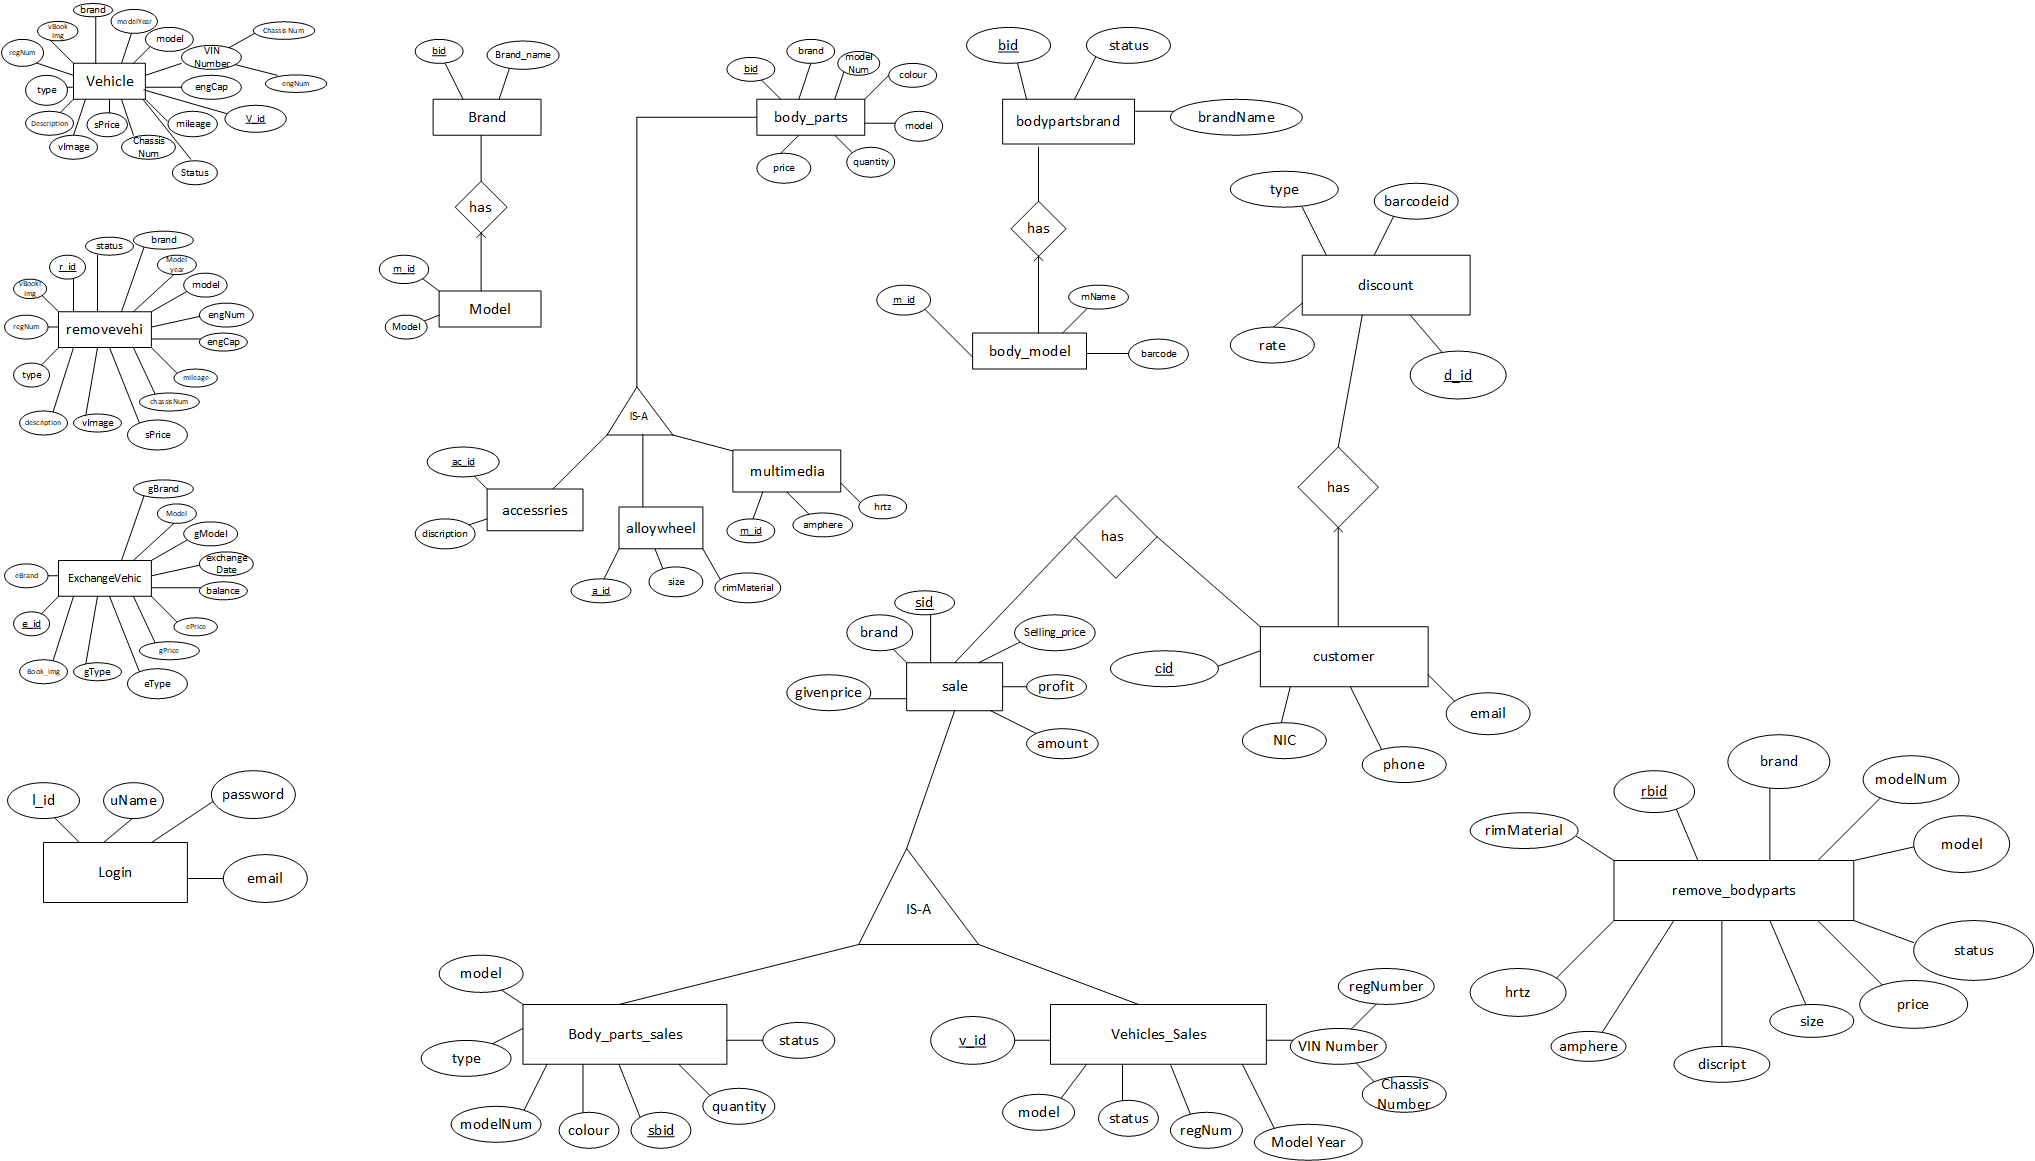 brand
vBook
img
modelYear
regNum
model
VIN
Number
Chassis Num
engNum
Vehicle
type
engCap
Description
sPrice
mileage
V_id
vImage
Chassis
Num
Status
status
brand
r_id
Model
year
vBookI
img
model
regNum
removevehi
engNum
engCap
type
mileage
chassisNum
description
vImage
sPrice
gBrand
Model
gModel
exchange
Date
eBrand
ExchangeVehic
balance
e_id
ePrice
gPrice
Book_img
gType
eType
l_id
uName
password
Login
email
bid
Brand_name
Brand
has
m_id
Model
Model
bid
brand
model
Num
colour
body_parts
model
price
quantity
IS-A
ac_id
accessries
discription
alloywheel
a_id
size
rimMaterial
multimedia
m_id
amphere
hrtz
bid
status
bodypartsbrand
brandName
has
m_id
mName
body_model
barcode
type
barcodeid
discount
rate
d_id
has
has
customer
cid
NIC
phone
email
sid
brand
Selling_price
givenprice
sale
profit
amount
IS-A
model
Body_parts_sales
type
status
modelNum
colour
sbid
quantity
v_id
Vehicles_Sales
regNumber
VIN Number
Chassis
Number
model
status
regNum
Model Year
brand
rbid
modelNum
rimMaterial
model
remove_bodyparts
status
hrtz
price
amphere
size
discript